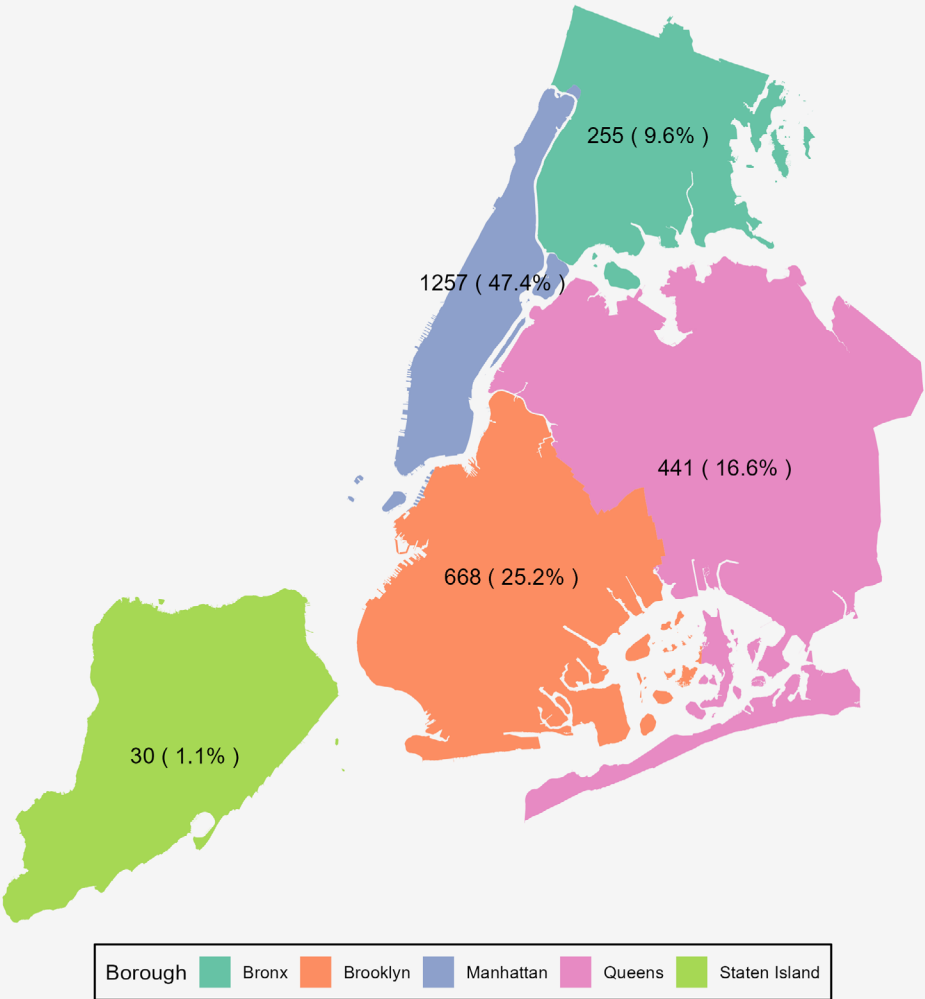 255 ( 9.6% )
1257 ( 47.4% )
441 ( 16.6% )
668 ( 25.2% )
30 ( 1.1% )
Borough Bronx Brooklyn Manhattan Queens Staten Island